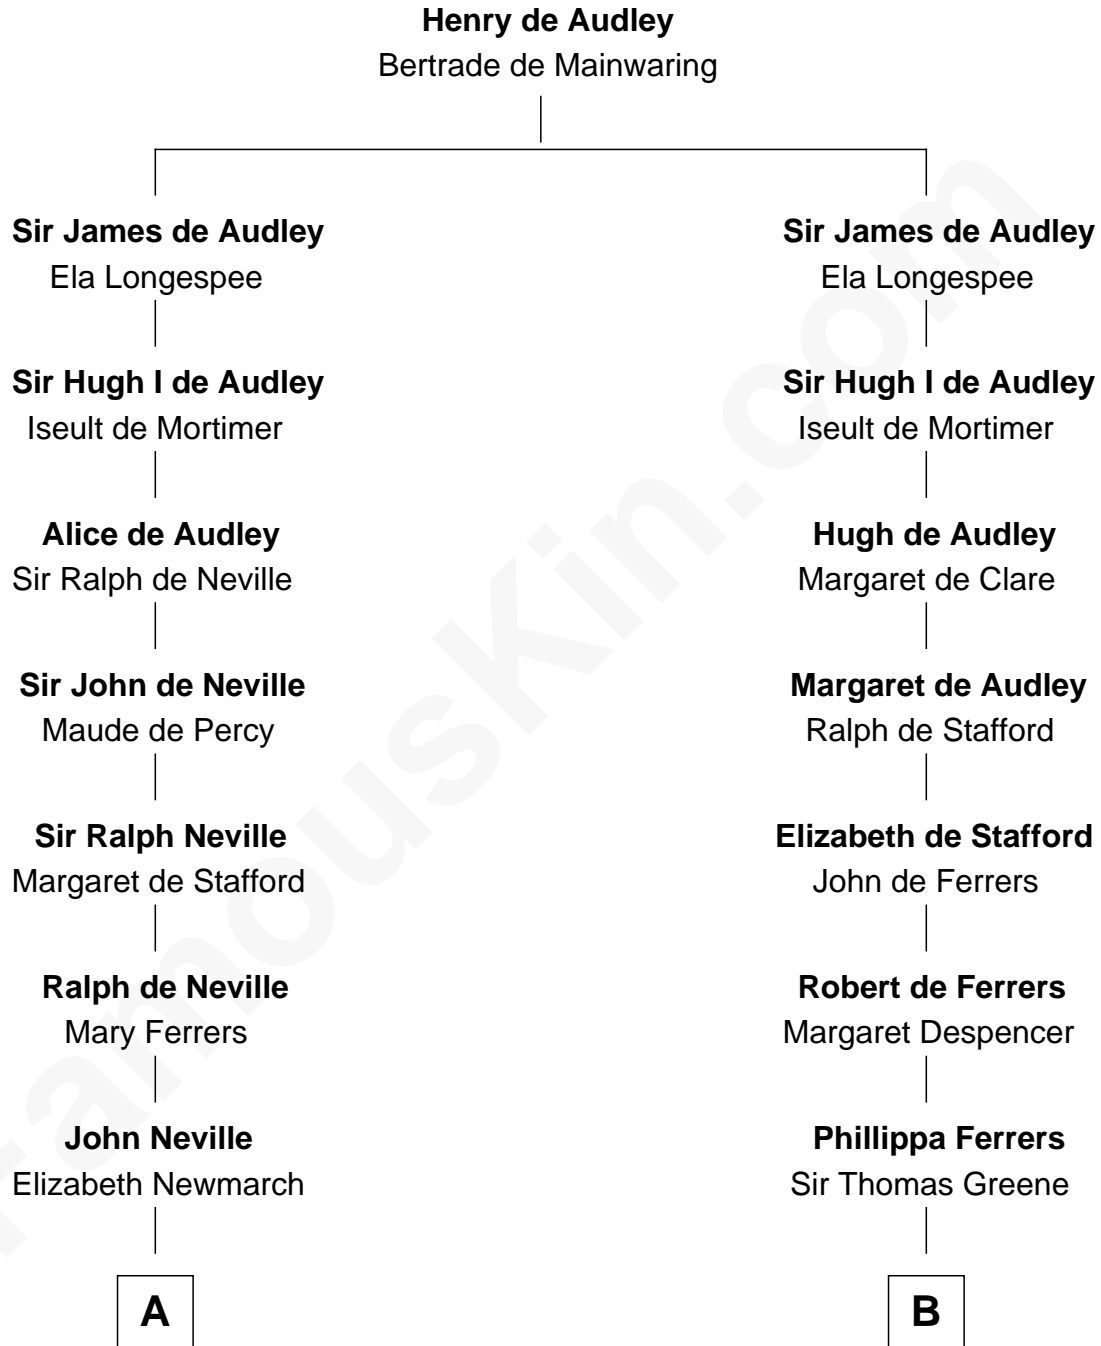 Henry de Audley
Bertrade de Mainwaring
Sir James de Audley
Ela Longespee
Sir Hugh I de Audley
Iseult de Mortimer
Alice de Audley
Sir Ralph de Neville
Sir John de Neville
Maude de Percy
Sir Ralph Neville
Margaret de Stafford
Ralph de Neville
Mary Ferrers
John Neville
Elizabeth Newmarch
A
Sir James de Audley
Ela Longespee
Sir Hugh I de Audley
Iseult de Mortimer
Hugh de Audley
Margaret de Clare
Margaret de Audley
Ralph de Stafford
Elizabeth de Stafford
John de Ferrers
Robert de Ferrers
Margaret Despencer
Phillippa Ferrers
Sir Thomas Greene
B
FamousKin.com